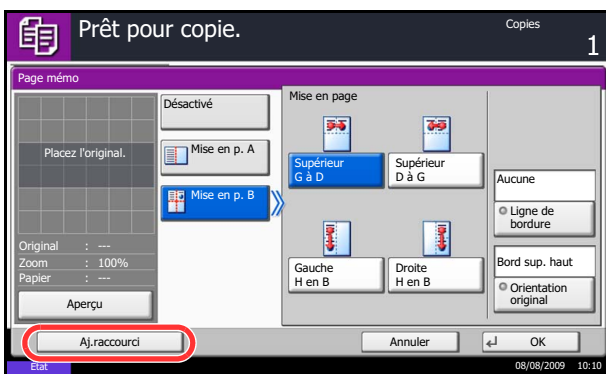 Prêt pour copie.
Copies
1
Page mémo
Placez l'original.
Original : ---
Zoom : 100%
Papier : ---
Aperçu
Désactivé
Mise en p. A
Mise en p. B
Mise en page
Supérieur
G à D
Supérieur
D à G
Gauche
H en B
Droite
H en B
Aucune
Ligne de
bordure
Bord sup. haut
Orientation
original
Aj.raccourci
Annuler
OK
Etat
08/08/2009 10:10